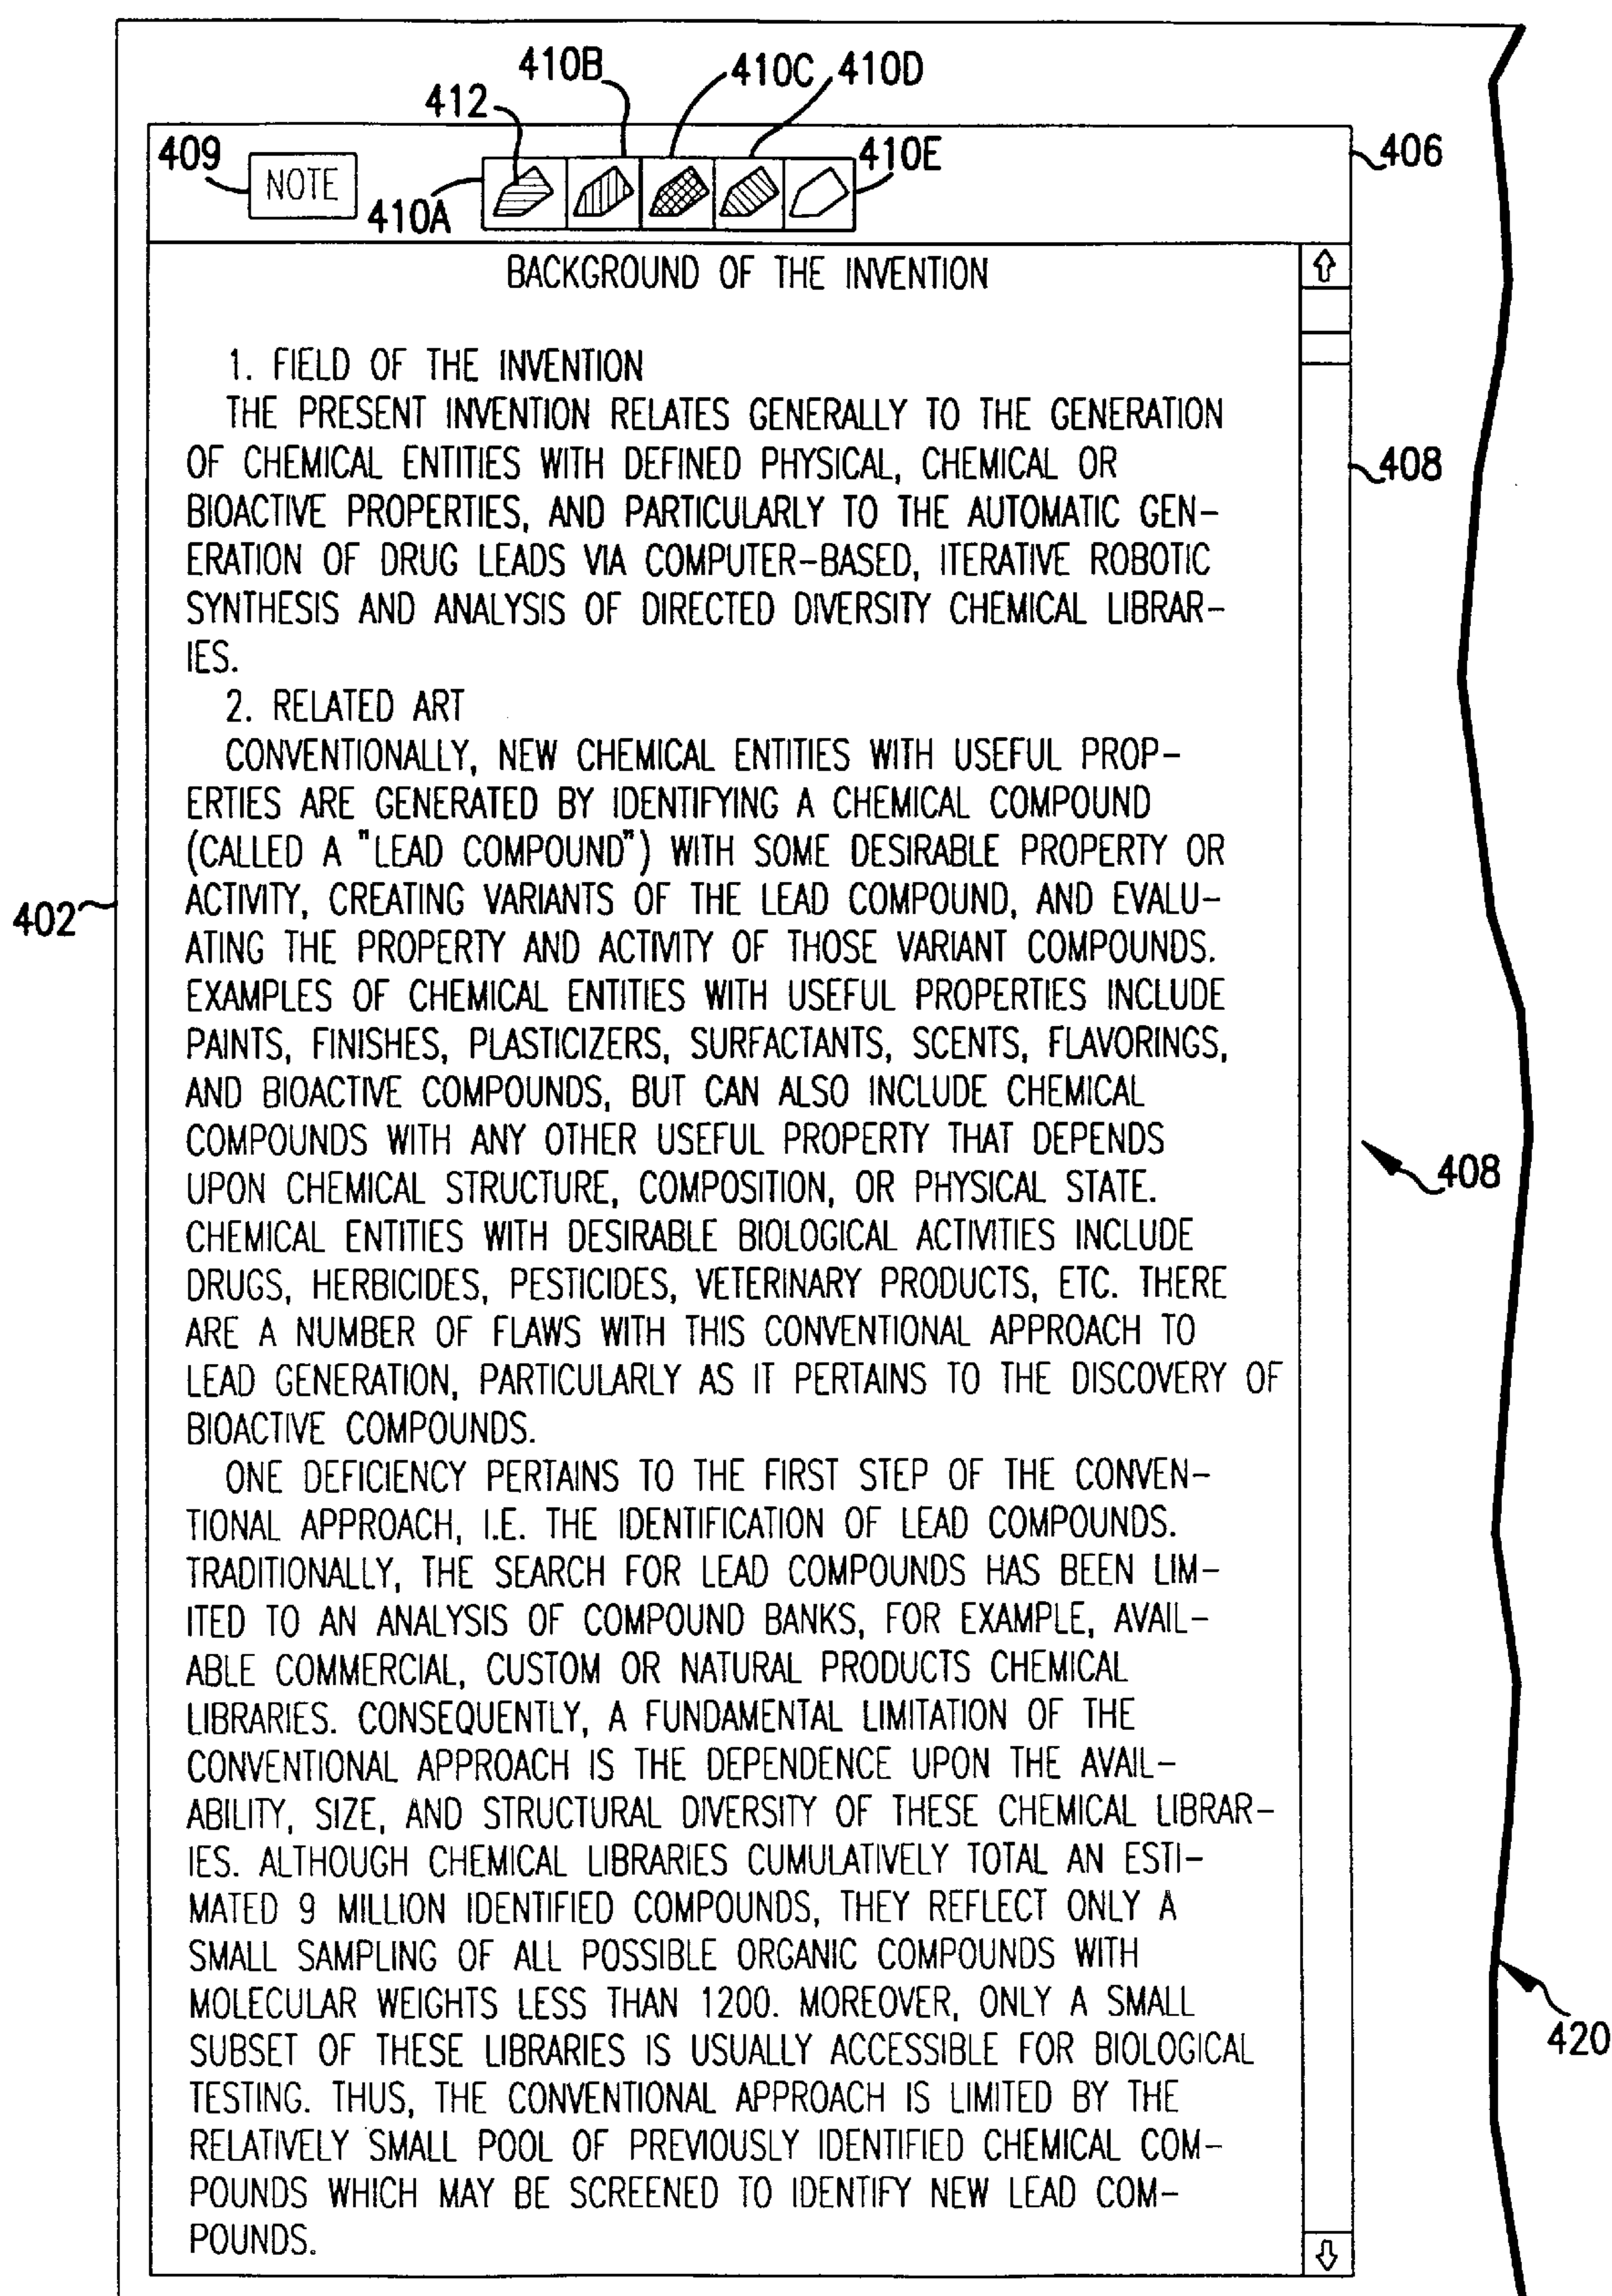 410B
410C
410D
412
409
NOTE
410A
410E
406
BACKGROUND OF THE INVENTION
1. FIELD OF THE INVENTION
THE PRESENT INVENTION RELATES GENERALLY TO THE GENERATION
OF CHEMICAL ENTITIES WITH DEFINED PHYSICAL, CHEMICAL OR
408
BIOACTIVE PROPERTIES, AND PARTICULARLY TO THE AUTOMATIC GEN-
ERATION OF DRUG LEADS VIA COMPUTER-BASED, ITERATIVE ROBOTIC
SYNTHESIS AND ANALYSIS OF DIRECTED DIVERSITY CHEMICAL LIBRAR-
IES.
2. RELATED ART
CONVENTIONALLY, NEW CHEMICAL ENTITIES WITH USEFUL PROP-
ERTIES ARE GENERATED BY IDENTIFYING A CHEMICAL COMPOUND
(CALLED A "LEAD COMPOUND") WITH SOME DESIRABLE PROPERTY OR
ACTIVITY, CREATING VARIANTS OF THE LEAD COMPOUND, AND EVALU-
402
ATING THE PROPERTY AND ACTIVITY OF THOSE VARIANT COMPOUNDS.
EXAMPLES OF CHEMICAL ENTITIES WITH USEFUL PROPERTIES INCLUDE
PAINTS, FINISHES, PLASTICIZERS, SURFACTANTS, SCENTS, FLAVORINGS,
AND BIOACTIVE COMPOUNDS, BUT CAN ALSO INCLUDE CHEMICAL
COMPOUNDS WITH ANY OTHER USEFUL PROPERTY THAT DEPENDS
408
UPON CHEMICAL STRUCTURE, COMPOSITION, OR PHYSICAL STATE.
CHEMICAL ENTITIES WITH DESIRABLE BIOLOGICAL ACTIVITIES INCLUDE
DRUGS, HERBICIDES, PESTICIDES, VETERINARY PRODUCTS, ETC. THERE
ARE A NUMBER OF FLAWS WITH THIS CONVENTIONAL APPROACH TO
LEAD GENERATION, PARTICULARLY AS IT PERTAINS TO THE DISCOVERY OF
BIOACTIVE COMPOUNDS.
ONE DEFICIENCY PERTAINS TO THE FIRST STEP OF THE CONVEN-
TIONAL APPROACH, I.E. THE IDENTIFICATION OF LEAD COMPOUNDS.
TRADITIONALLY, THE SEARCH FOR LEAD COMPOUNDS HAS BEEN LIM-
ITED TO AN ANALYSIS OF COMPOUND BANKS, FOR EXAMPLE, AVAIL-
ABLE COMMERCIAL, CUSTOM OR NATURAL PRODUCTS CHEMICAL
LIBRARIES. CONSEQUENTLY, A FUNDAMENTAL LIMITATION OF THE
CONVENTIONAL APPROACH IS THE DEPENDENCE UPON THE AVAIL-
ABILITY, SIZE, AND STRUCTURAL DIVERSITY OF THESE CHEMICAL LIBRAR-
IES. ALTHOUGH CHEMICAL LIBRARIES CUMULATIVELY TOTAL AN ESTI-
MATED 9 MILLION IDENTIFIED COMPOUNDS, THEY REFLECT ONLY A
SMALL SAMPLING OF ALL POSSIBLE ORGANIC COMPOUNDS WITH
MOLECULAR WEIGHTS LESS THAN 1200. MOREOVER, ONLY A SMALL
420
SUBSET OF THESE LIBRARIES IS USUALLY ACCESSIBLE FOR BIOLOGICAL
TESTING. THUS, THE CONVENTIONAL APPROACH IS LIMITED BY THE
RELATIVELY SMALL POOL OF PREVIOUSLY IDENTIFIED CHEMICAL COM-
POUNDS WHICH MAY BE SCREENED TO IDENTIFY NEW LEAD COM-
POUNDS.